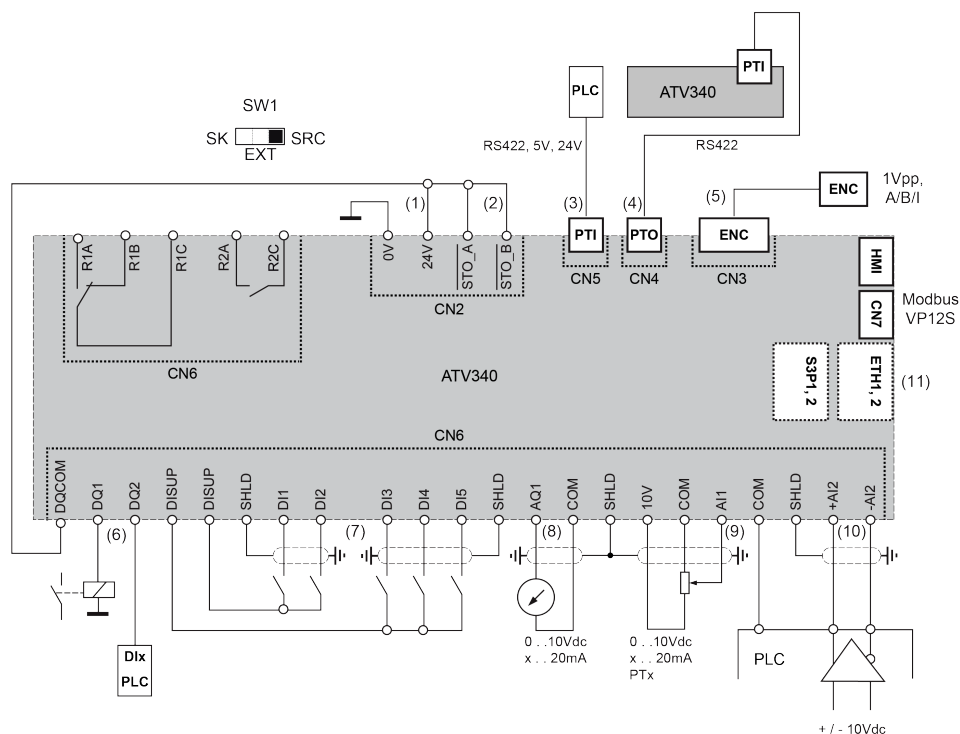 PTI
ATV340
PLC
SW1
SK
SRC
EXT
RS422, 5V, 24V
RS422
(1)
(2)
(3)
(4)
(5)
ENC
1Vpp,
A/B/I
R1A
R1B
R1C
R2A
R2C
CN6
0V
24V
STO_A
STO_B
CN2
PTI
CN5
PTO
CN4
ENC
CN3
HMI
CN7
Modbus
VP12S
S3P1, 2
ETH1, 2
(11)
ATV340
CN6
DQCOM
DQ1
DQ2
DISUP
DISUP
SHLD
DI1
DI2
DI3
DI4
DI5
SHLD
AQ1
COM
SHLD
10V
COM
AI1
COM
SHLD
+AI2
-AI2
(6)
(7)
(8)
(9)
(10)
DIx
PLC
0 . .10Vdc
x . . 20mA
0 . .10Vdc
x . . 20mA
PTx
PLC
+ / - 10Vdc